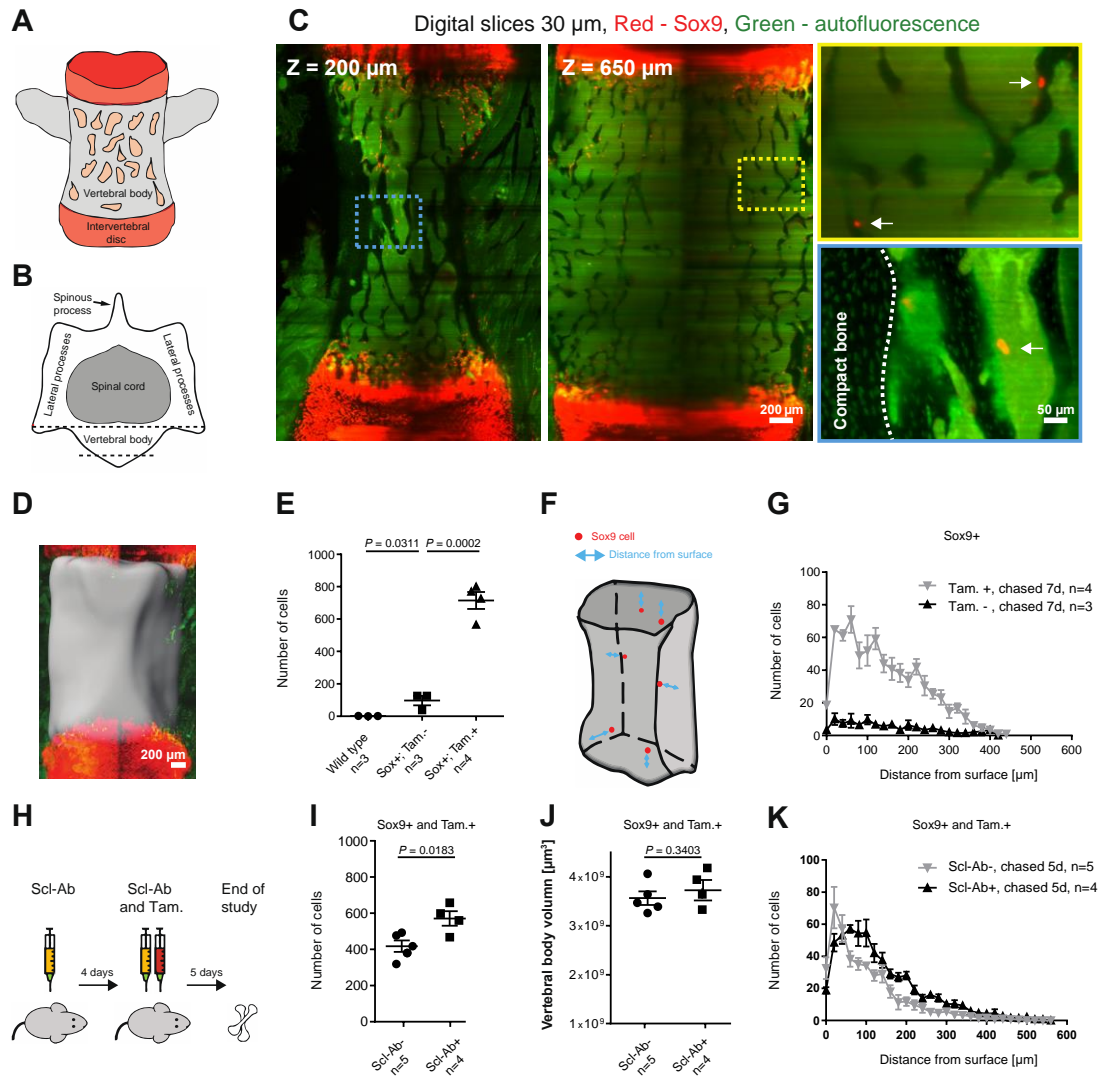 A
Vertebral body
Intervertebral
disc
B
Spinous
process
Lateral processes
Lateral processes
Spinal cord
Vertebral body
C
Digital slices 30 µm, Red - Sox9, Green - autofluorescence
Z = 200 µm
Z = 650 µm
200 µm
Compact bone
50 µm
D
200 µm
E
P = 0.0311
P = 0.0002
Number of cells
1000
800
600
400
200
0
Wild type
n=3
Sox+; Tam.-
n=3
Sox+; Tam.+
n=4
F
Sox9 cell
Distance from surface
G
Sox9+
Tam. +, chased 7d, n=4
Tam. - , chased 7d, n=3
Number of cells
100
80
60
40
20
0
0
100
200
300
400
500
600
Distance from surface [µm]
H
Scl-Ab
4 days
Scl-Ab
and Tam.
5 days
End of
study
I
Sox9+ and Tam.+
P = 0.0183
Number of cells
1000
800
600
400
200
0
Scl-Ab-
n=5
Scl-Ab+
n=4
J
Sox9+ and Tam.+
P = 0.3403
Vertebral body volumn [µm³]
4×10⁹
3×10⁹
2×10⁹
1×10⁹
Scl-Ab-
n=5
Scl-Ab+
n=4
K
Sox9+ and Tam.+
Scl-Ab-, chased 5d, n=5
Scl-Ab+, chased 5d, n=4
Number of cells
100
80
60
40
20
0
0
100
200
300
400
500
600
Distance from surface [µm]